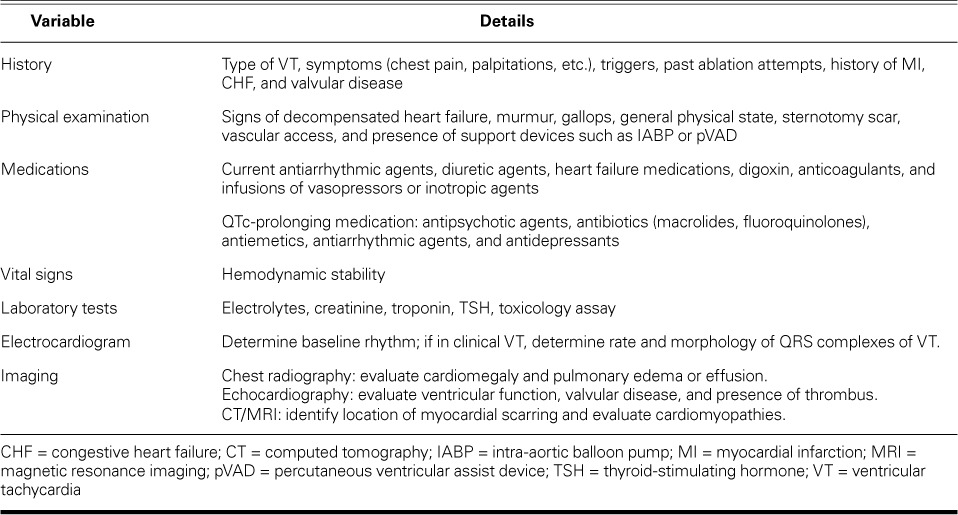 Variable Details
History Type of VT, symptoms (chest pain, palpitations, etc.), triggers, past ablation attempts, history of MI,
CHF, and valvular disease
Physical examination Signs of decompensated heart failure, murmur, gallops, general physical state, sternotomy scar,
vascular access, and presence of support devices such as IABP or pVAD
Medications Current antiarrhythmic agents, diuretic agents, heart failure medications, digoxin, anticoagulants, and
infusions of vasopressors or inotropic agents
QTc-prolonging medication: antipsychotic agents, antibiotics (macrolides, fluoroquinolones),
antiemetics, antiarrhythmic agents, and antidepressants
Vital signs Hemodynamic stability
Laboratory tests Electrolytes, creatinine, troponin, TSH, toxicology assay
Electrocardiogram Determine baseline rhythm; if in clinical VT, determine rate and morphology of QRS complexes of VT.
Imaging Chest radiography: evaluate cardiomegaly and pulmonary edema or effusion.
Echocardiography: evaluate ventricular function, valvular disease, and presence of thrombus.
CT/MRI: identify location of myocardial scarring and evaluate cardiomyopathies.
CHF = congestive heart failure; CT = computed tomography; IABP = intra-aortic balloon pump; MI = myocardial infarction; MRI =
magnetic resonance imaging; pVAD = percutaneous ventricular assist device; TSH = thyroid-stimulating hormone; VT = ventricular
tachycardia